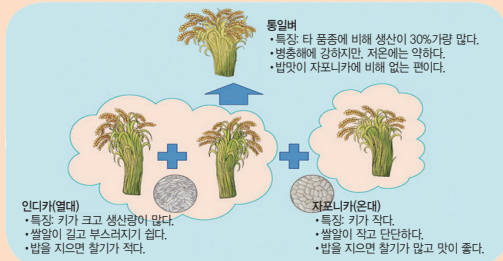 통일벼
• 특징: 타 품종에 비해 생산이 30%가량 많다.
• 병충해에 강하지만, 저온에는 약하다.
• 밥맛이 자포니카에 비해 없는 편이다.
인디카(열대)
• 특징: 키가 크고 생산량이 많다.
• 쌀알이 길고 부스러지기 쉽다.
• 밥을 지으면 찰기가 적다.
자포니카(온대)
• 특징: 키가 작다.
• 쌀알이 작고 단단하다.
• 밥을 지으면 찰기가 많고 맛이 좋다.